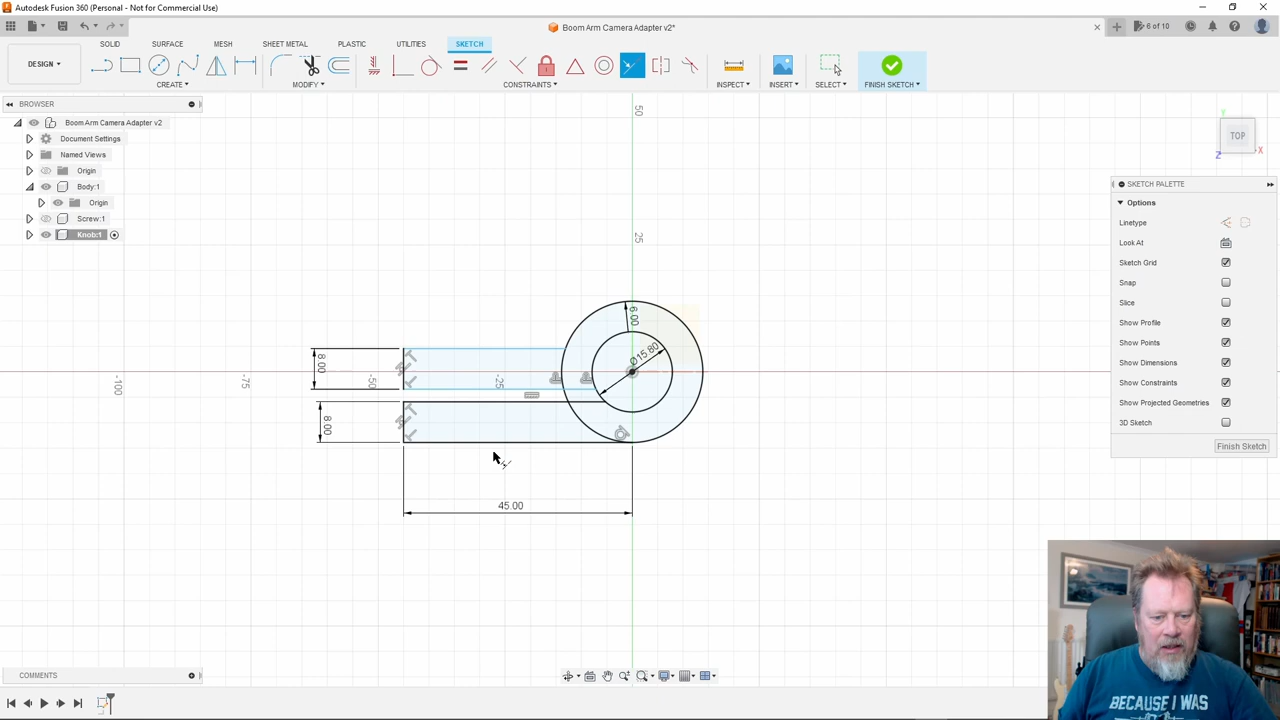 Autodesk Fusion 360 (Personal - Not for Commercial Use)
Boom Arm Camera Adapter v2*
6 of 10
SOLID SURFACE MESH SHEET METAL PLASTIC UTILITIES SKETCH
DESIGN
CREATE MODIFY CONSTRAINTS INSPECT INSERT SELECT FINISH SKETCH
BROWSER
Boom Arm Camera Adapter v2
Document Settings
Named Views
Origin
Body:1
Origin
Screw:1
Knob:1
TOP
Y
X
Z
SKETCH PALETTE
Options
Linetype
Look At
Sketch Grid
Snap
Slice
Show Profile
Show Points
Show Dimensions
Show Constraints
Show Projected Geometries
3D Sketch
Finish Sketch
50
25
6.00
Ø15.80
8.00
-100
-75
-50
-25
8.00
45.00
COMMENTS
BECAUSE I WAS